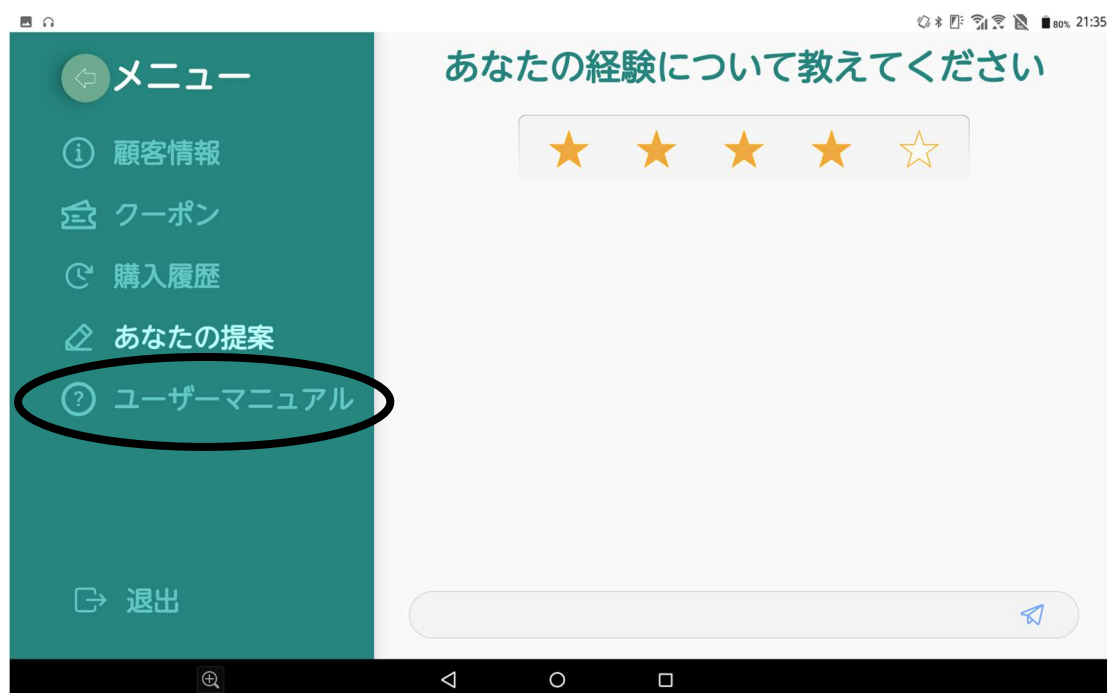 80% 21:35
メニュー
あなたの経験について教えてください
顧客情報
クーポン
購入履歴
あなたの提案
ユーザーマニュアル
退出